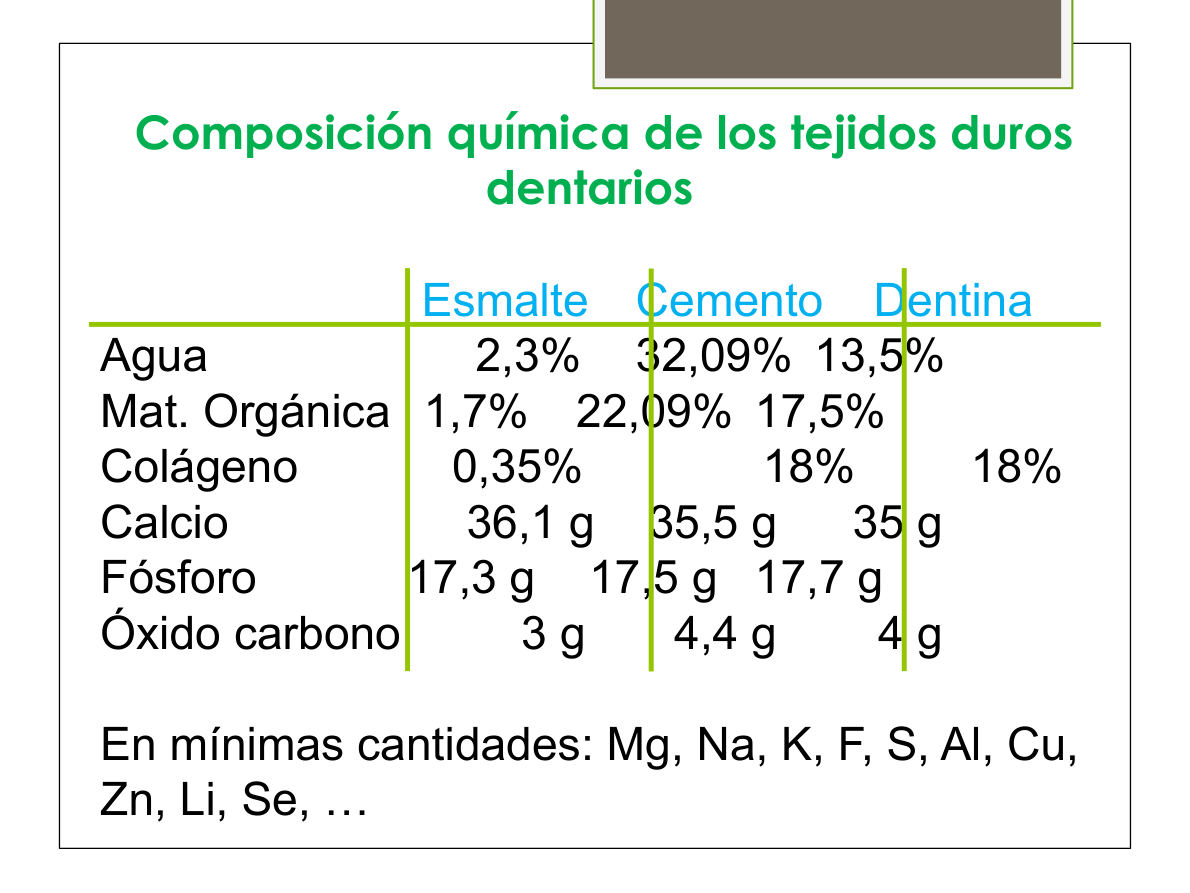 Composición química de los tejidos duros
dentarios
Esmalte Cemento Dentina
Agua 2,3% 32,09% 13,5%
Mat. Orgánica 1,7% 22,09% 17,5%
Colágeno 0,35% 18% 18%
Calcio 36,1 g 35,5 g 35 g
Fósforo 17,3 g 17,5 g 17,7 g
Óxido carbono 3 g 4,4 g 4 g
En mínimas cantidades: Mg, Na, K, F, S, Al, Cu,
Zn, Li, Se, …